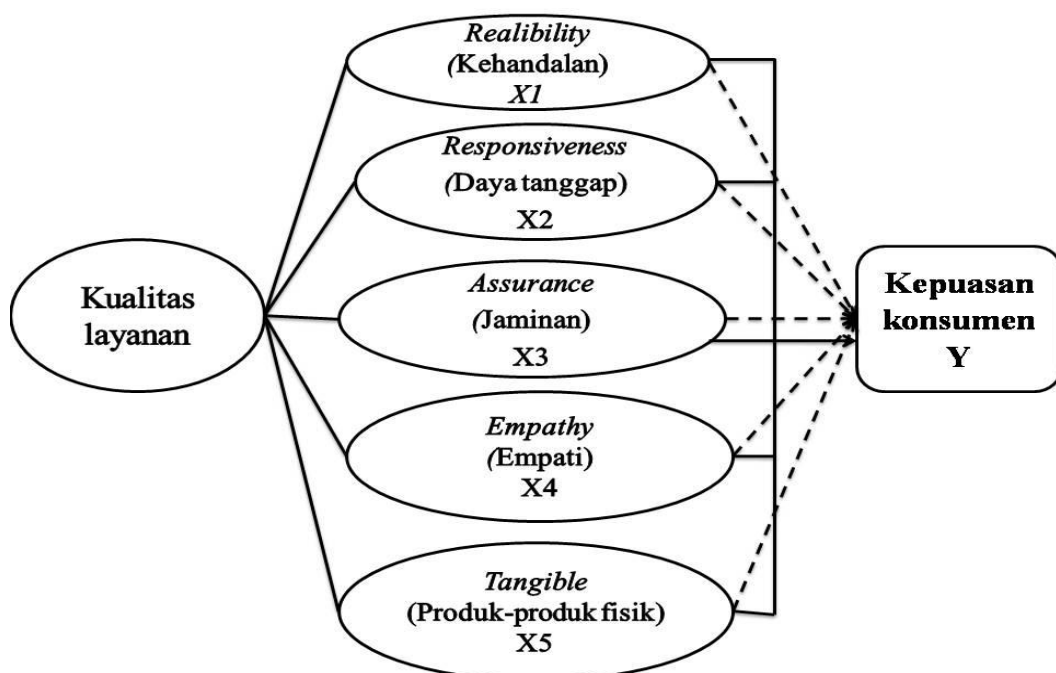 Realibility
(Kehandalan)
X1
Responsiveness
(Daya tanggap)
X2
Kualitas
layanan
Assurance
(Jaminan)
X3
Kepuasan
konsumen
Y
Empathy
(Empati)
X4
Tangible
(Produk-produk fisik)
X5